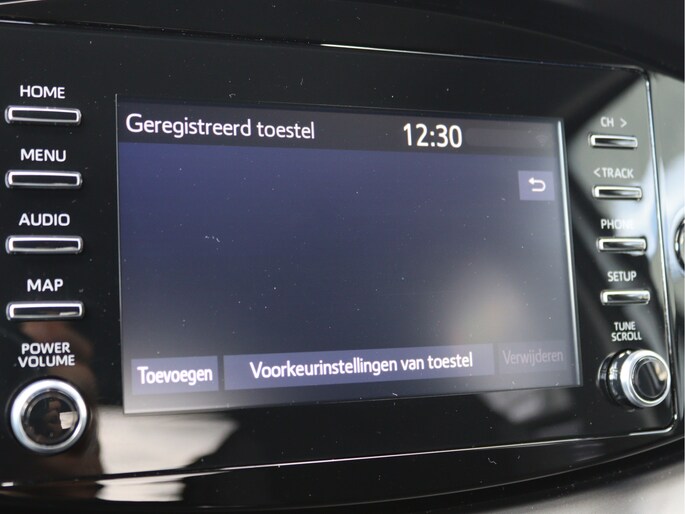 HOME
MENU
AUDIO
MAP
POWER
VOLUME
Geregistreerd toestel
12:30
Toevoegen
Voorkeurinstellingen van toestel
Verwijderen
CH >
< TRACK
PHONE
SETUP
TUNE
SCROLL